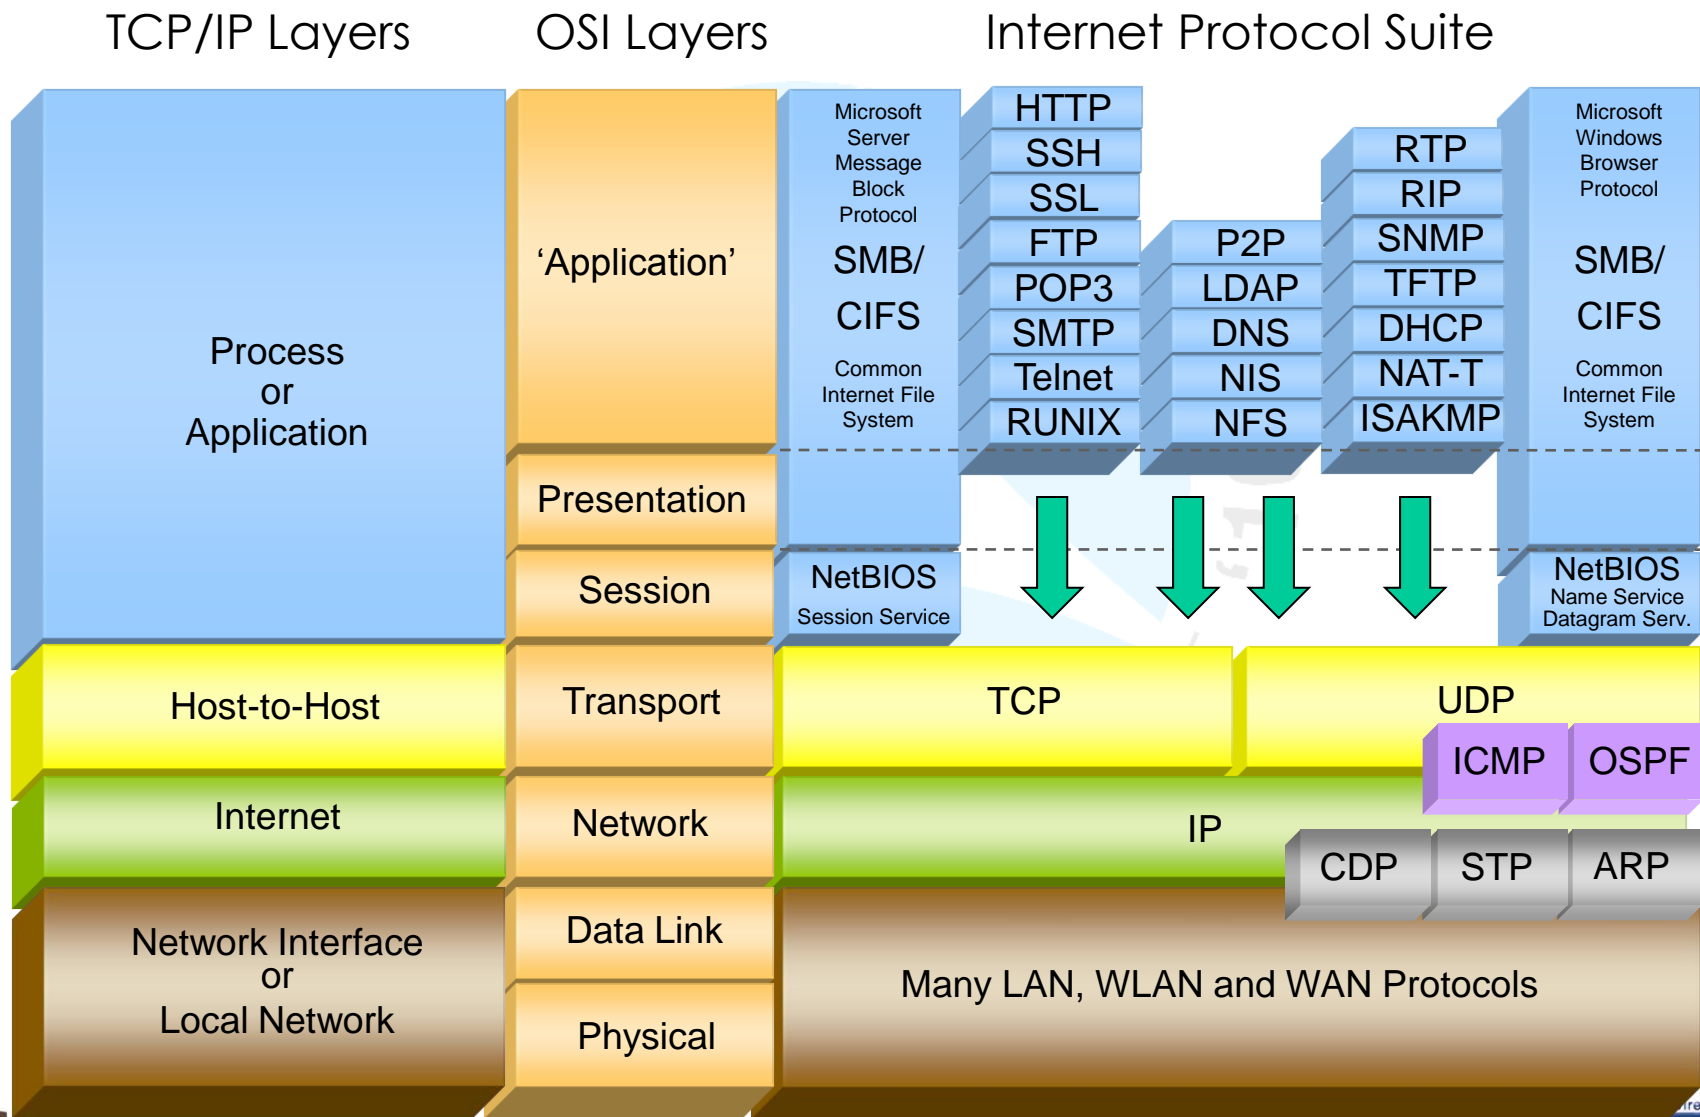 TCP/IP Layers
OSI Layers
Internet Protocol Suite
Process
or
Application
Host-to-Host
Internet
Network Interface
or
Local Network
‘Application’
Presentation
Session
Transport
Network
Data Link
Physical
Microsoft
Server
Message
Block
Protocol
SMB/
CIFS
Common
Internet File
System
NetBIOS
Session Service
HTTP
SSH
SSL
FTP
POP3
SMTP
Telnet
RUNIX
P2P
LDAP
DNS
NIS
NFS
RTP
RIP
SNMP
TFTP
DHCP
NAT-T
ISAKMP
Microsoft
Windows
Browser
Protocol
SMB/
CIFS
Common
Internet File
System
NetBIOS
Name Service
Datagram Serv.
TCP
UDP
ICMP
OSPF
IP
CDP
STP
ARP
Many LAN, WLAN and WAN Protocols